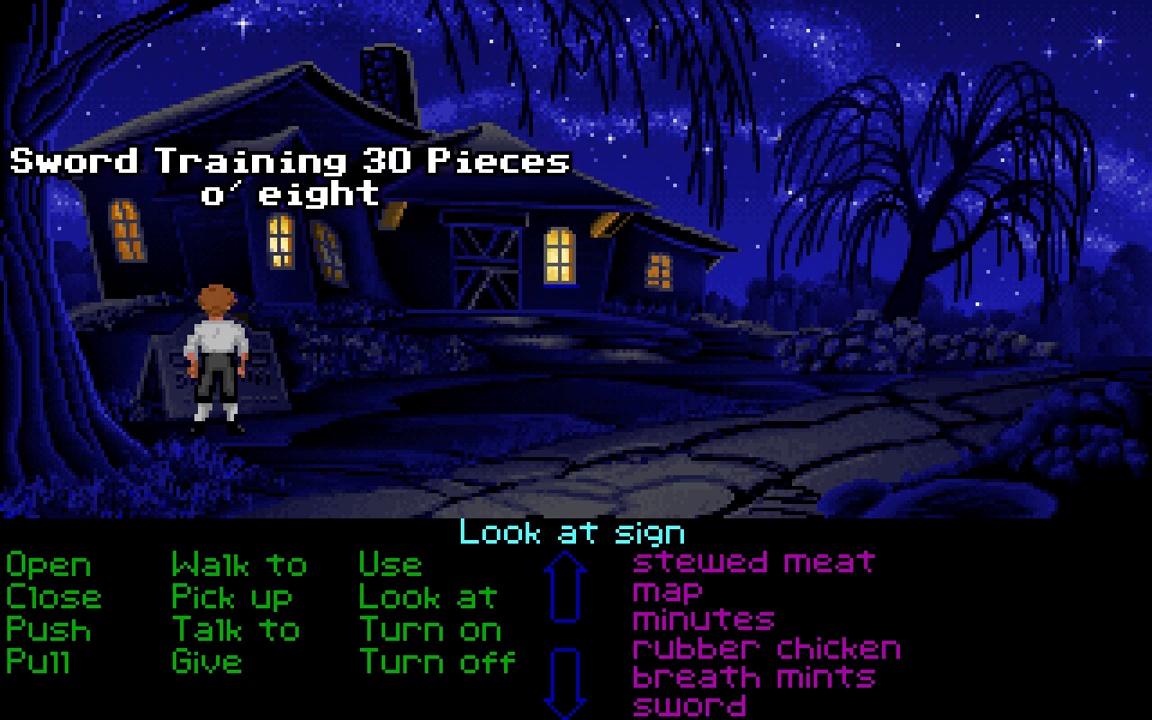 Sword Training 30 Pieces
o' eight
Look at sign
Open
Close
Push
Pull
Walk to
Pick up
Talk to
Give
Use
Look at
Turn on
Turn off
stewed meat
map
minutes
rubber chicken
breath mints
sword